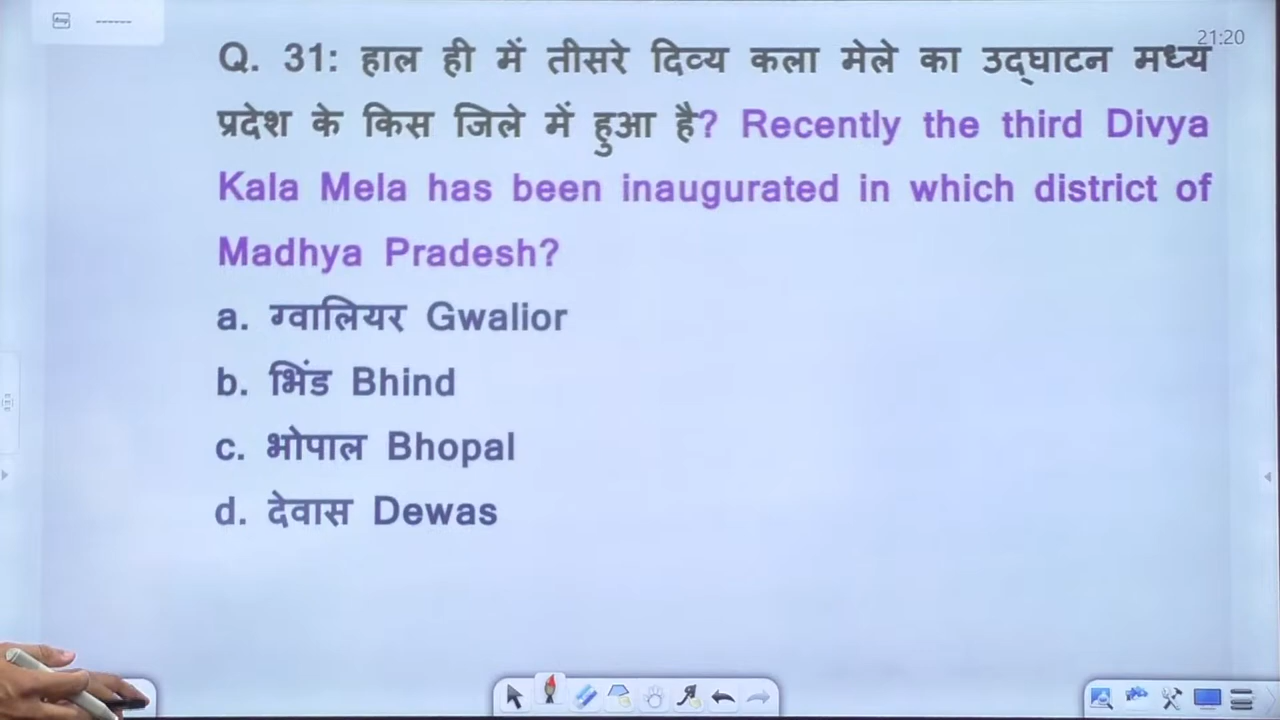 21:20
Q. 31: हाल ही में तीसरे दिव्य कला मेले का उद्घाटन मध्य
प्रदेश के किस जिले में हुआ है? Recently the third Divya
Kala Mela has been inaugurated in which district of
Madhya Pradesh?
a. ग्वालियर Gwalior
b. भिंड Bhind
c. भोपाल Bhopal
d. देवास Dewas